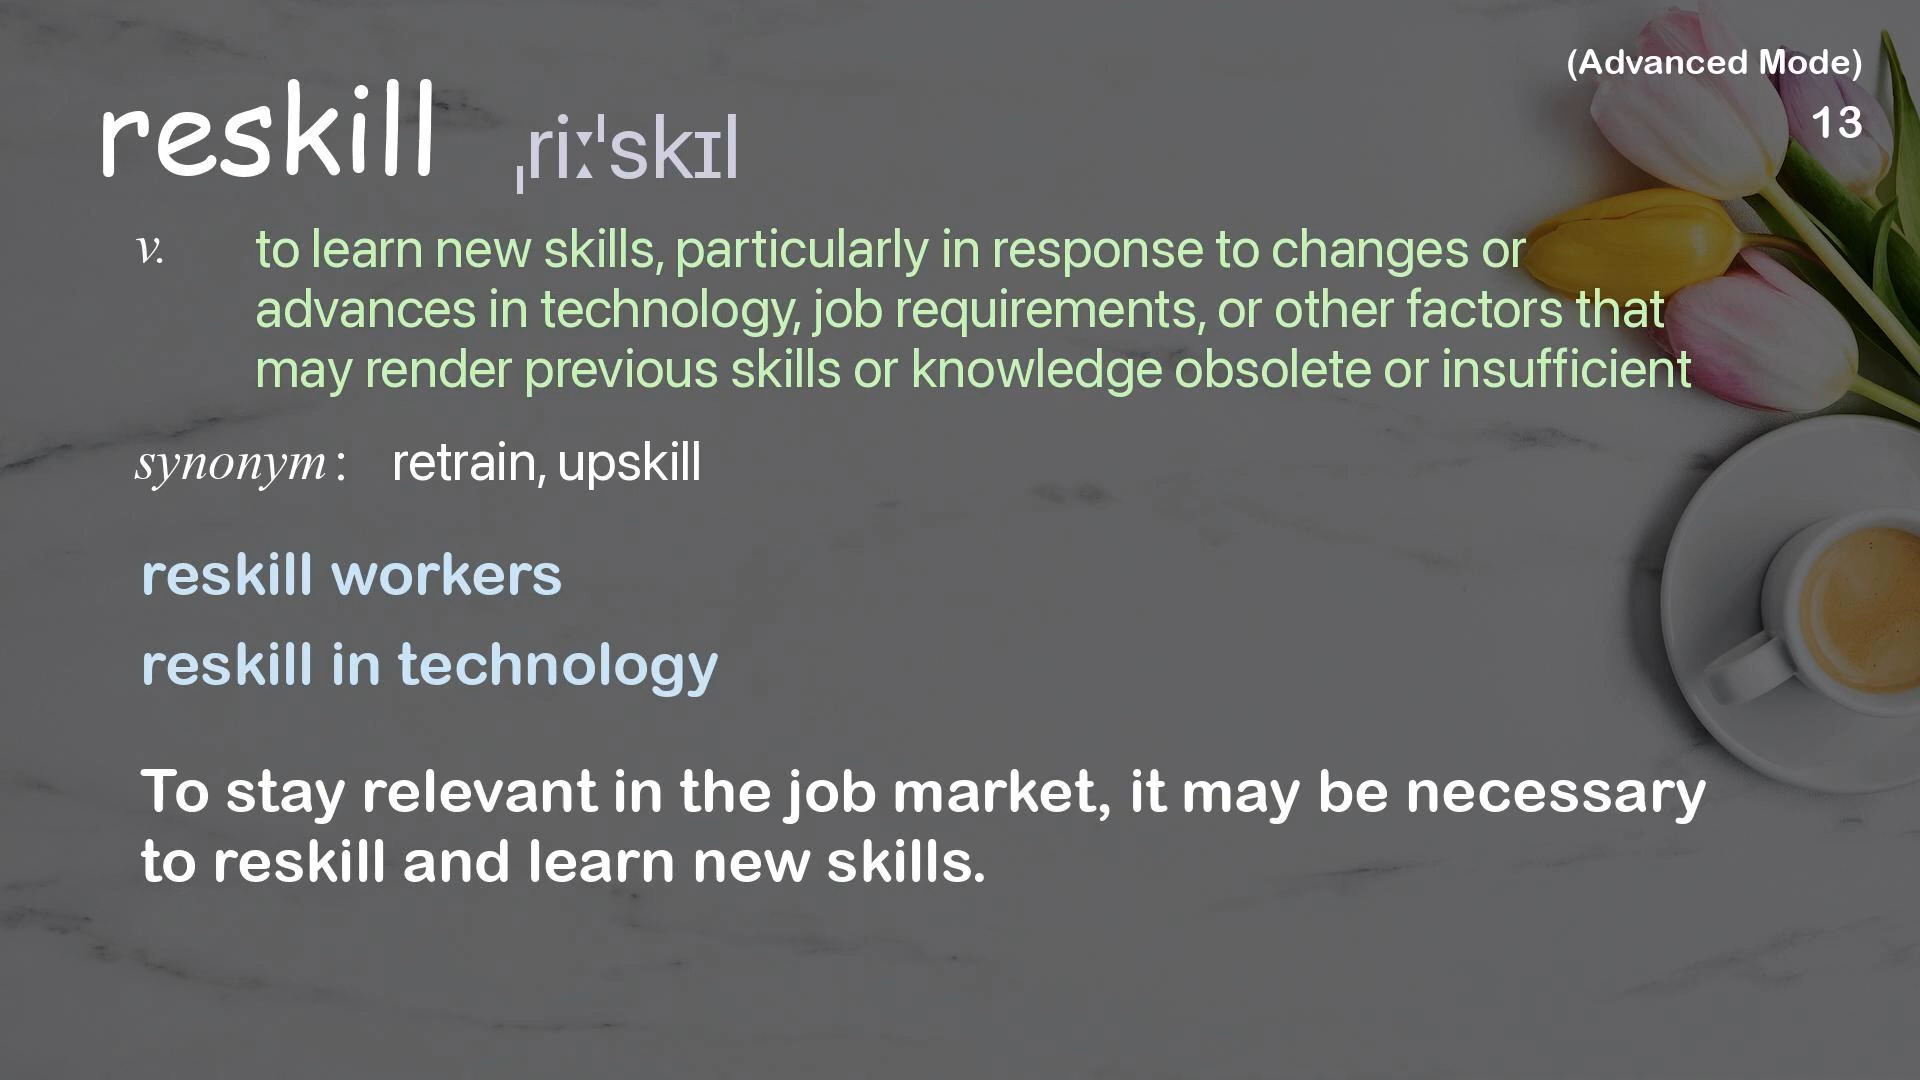 (Advanced Mode)
13
reskill ˌriːˈskɪl
v. to learn new skills, particularly in response to changes or
advances in technology, job requirements, or other factors that
may render previous skills or knowledge obsolete or insufficient
synonym: retrain, upskill
reskill workers
reskill in technology
To stay relevant in the job market, it may be necessary
to reskill and learn new skills.